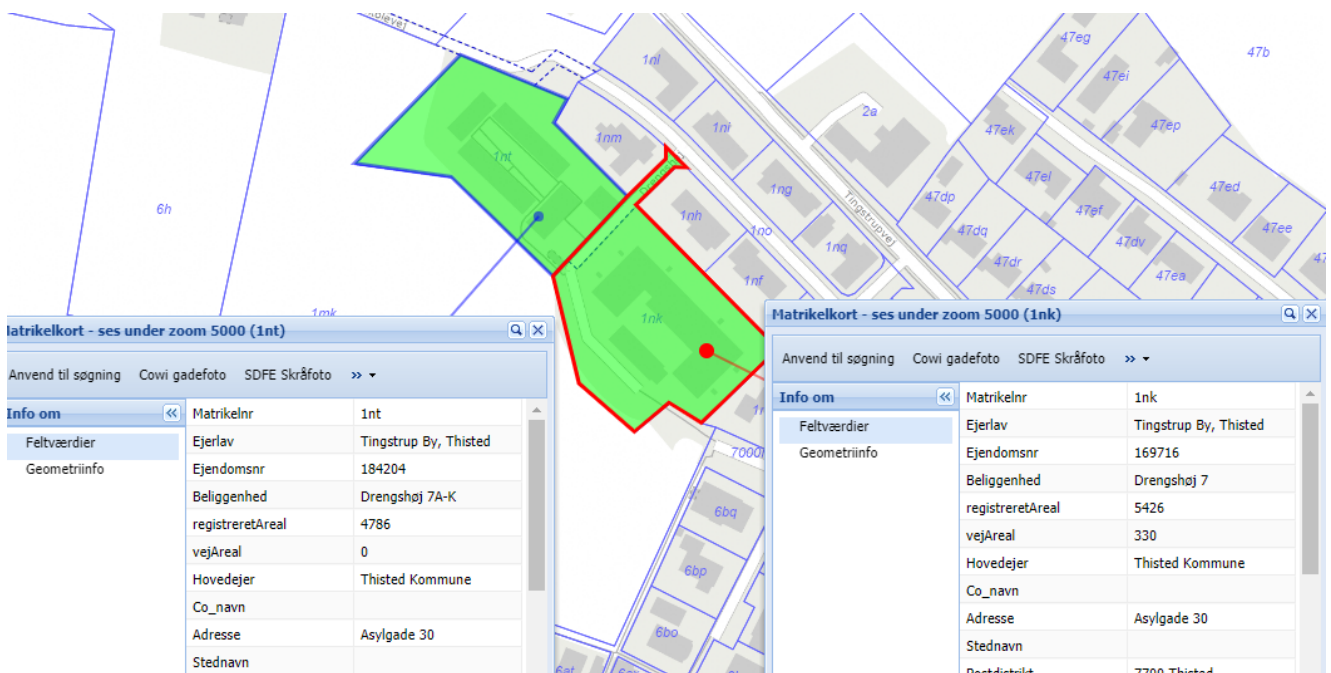 47eg
47b
1nl
47ei
2a
1ni
47ek
47ep
1nm
1nt
47el
1ng
47ed
47dp
6h
47ef
1nh
Tingstrupvej
1no
47dq
47ee
47dv
1nq
47dr
47ea
1nf
47ds
1mk
1nk
Matrikelkort - ses under zoom 5000 (1nt)
Anvend til søgning Cowi gadefoto SDFE Skråfoto »
Info om
Feltværdier
Geometriinfo
Matrikelnr 1nt
Ejerlav Tingstrup By, Thisted
Ejendomsnr 184204
Beliggenhed Drengshøj 7A-K
registreretAreal 4786
vejAreal 0
Hovedejer Thisted Kommune
Co_navn
Adresse Asylgade 30
Stednavn
6bq
6bp
6bo
Matrikelkort - ses under zoom 5000 (1nk)
Anvend til søgning Cowi gadefoto SDFE Skråfoto »
Info om
Feltværdier
Geometriinfo
Matrikelnr 1nk
Ejerlav Tingstrup By, Thisted
Ejendomsnr 169716
Beliggenhed Drengshøj 7
registreretAreal 5426
vejAreal 330
Hovedejer Thisted Kommune
Co_navn
Adresse Asylgade 30
Stednavn
Postdistrikt 7700 Thisted